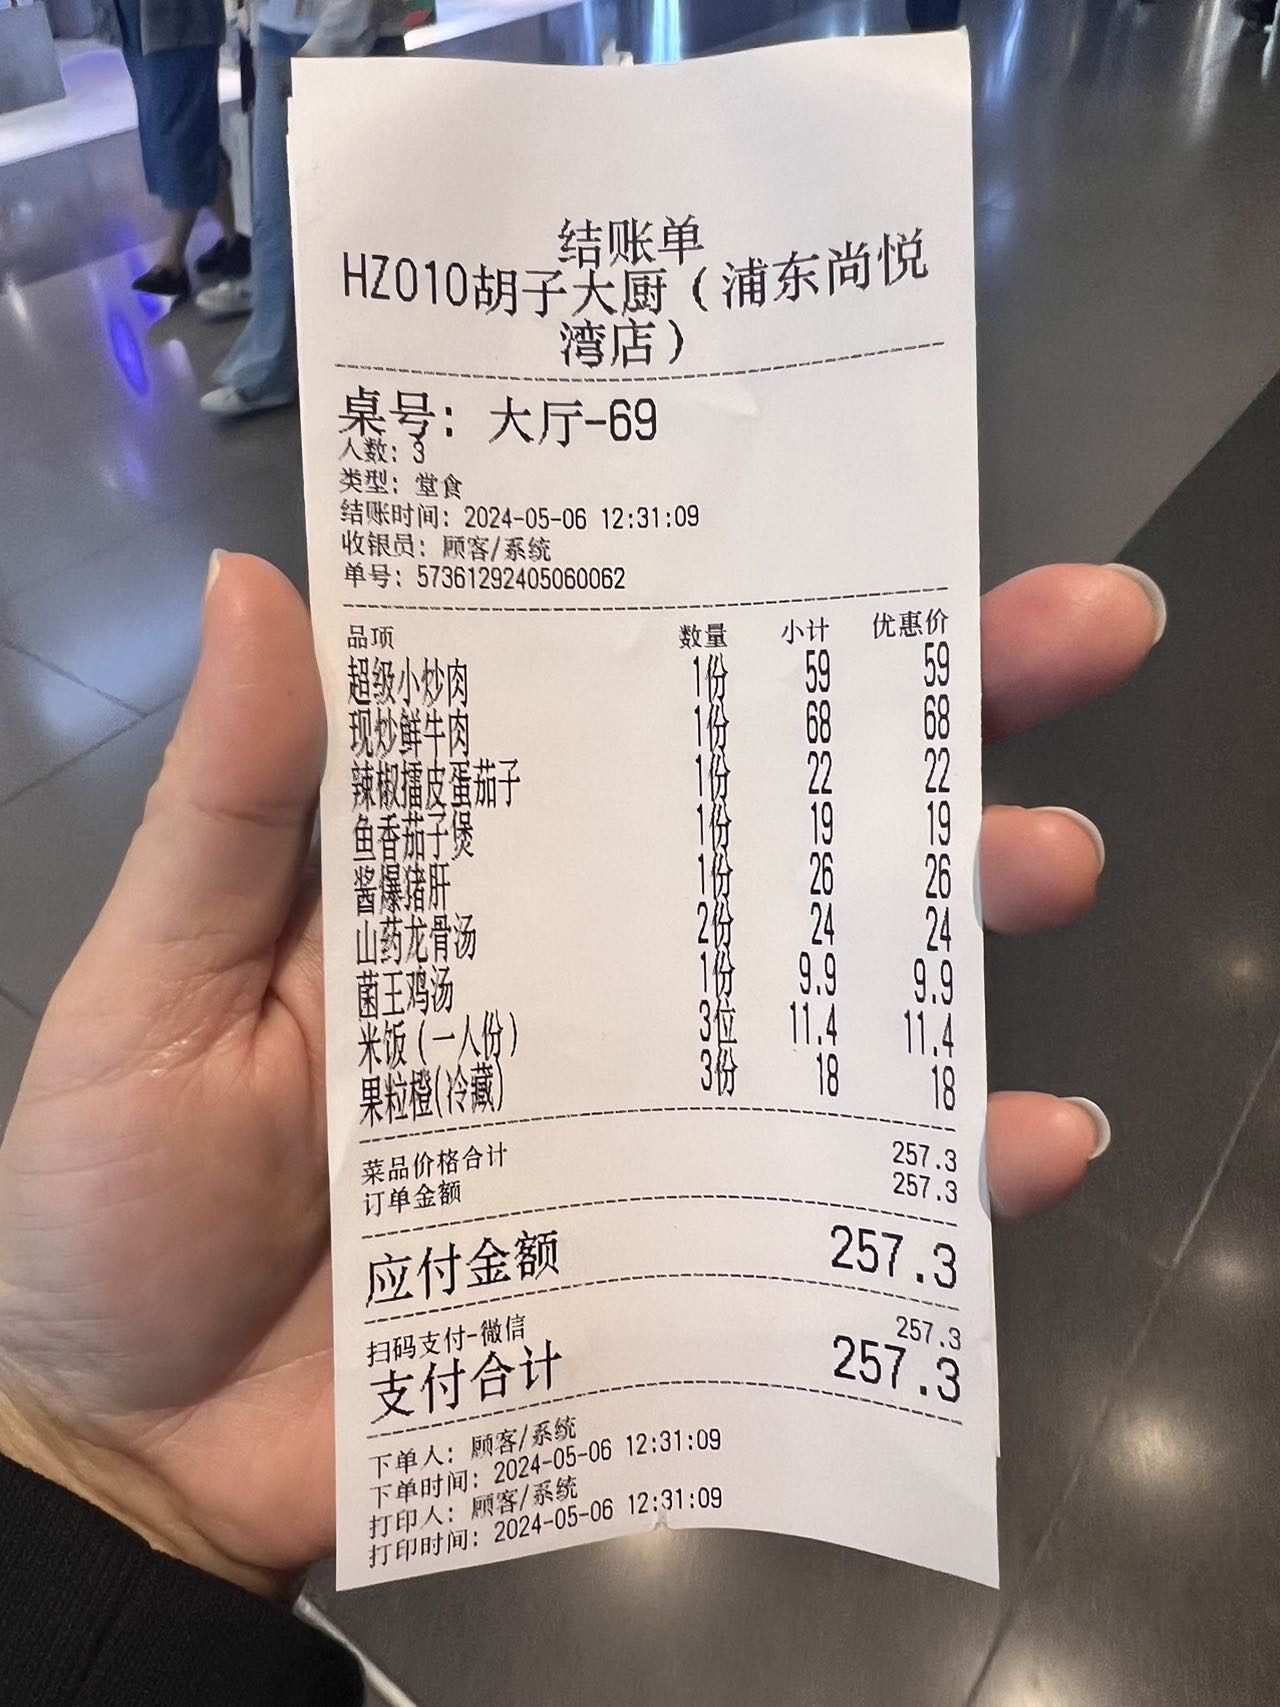 结账单
HZ010胡子大厨(浦东尚悦
湾店)
桌号: 大厅-69
人数: 3
类型: 堂食
结账时间: 2024-05-06 12:31:09
收银员: 顾客/系统
单号: 57361292405060062
品项 数量 小计 优惠价
超级小炒肉 1份 59 59
现炒鲜牛肉 1份 68 68
辣椒擂皮蛋茄子 1份 22 22
鱼香茄子煲 1份 19 19
酱爆猪肝 1份 26 26
山药龙骨汤 2份 24 24
菌王鸡汤 1份 9.9 9.9
米饭(一人份) 3位 11.4 11.4
果粒橙(冷藏) 3份 18 18
菜品价格合计 257.3
订单金额 257.3
应付金额 257.3
扫码支付-微信 257.3
支付合计 257.3
下单人: 顾客/系统
下单时间: 2024-05-06 12:31:09
打印人: 顾客/系统
打印时间: 2024-05-06 12:31:09